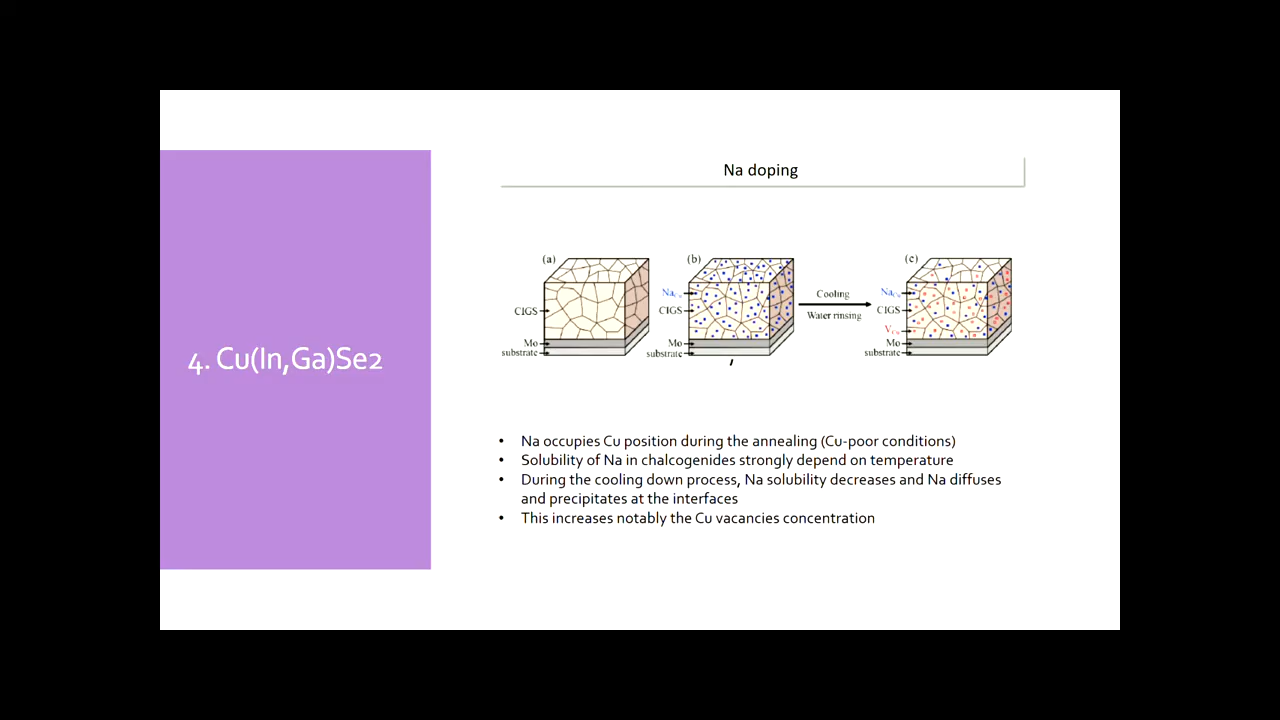 Na doping
4. Cu(In,Ga)Se2
(a)
CIGS
Mo
substrate
(b)
Na_Cu
CIGS
Mo
substrate
Cooling
Water rinsing
(c)
Na_Cu
CIGS
V_Cu
Mo
substrate
• Na occupies Cu position during the annealing (Cu-poor conditions)
• Solubility of Na in chalcogenides strongly depend on temperature
• During the cooling down process, Na solubility decreases and Na diffuses
and precipitates at the interfaces
• This increases notably the Cu vacancies concentration